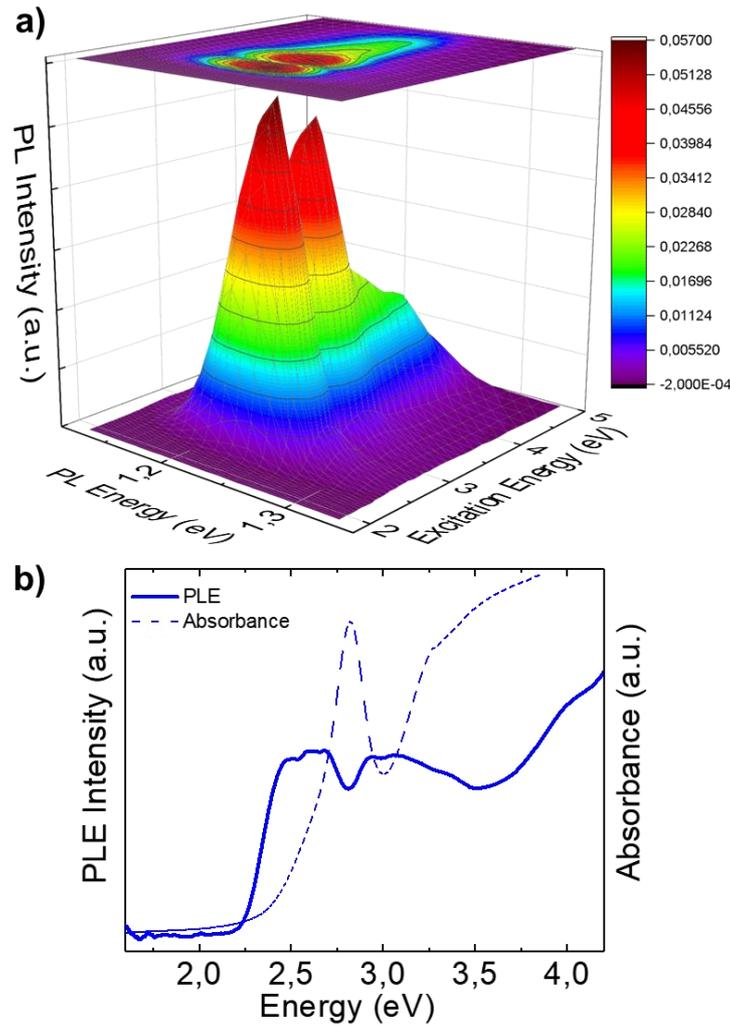 a)
PL Intensity (a.u.)
PL Energy (eV)
1,2
1,3
Excitation Energy (eV)
2
3
4
5
0,05700
0,05128
0,04556
0,03984
0,03412
0,02840
0,02268
0,01696
0,01124
0,005520
-2,000E-04
b)
PLE
Absorbance
PLE Intensity (a.u.)
Absorbance (a.u.)
2,0
2,5
3,0
3,5
4,0
Energy (eV)